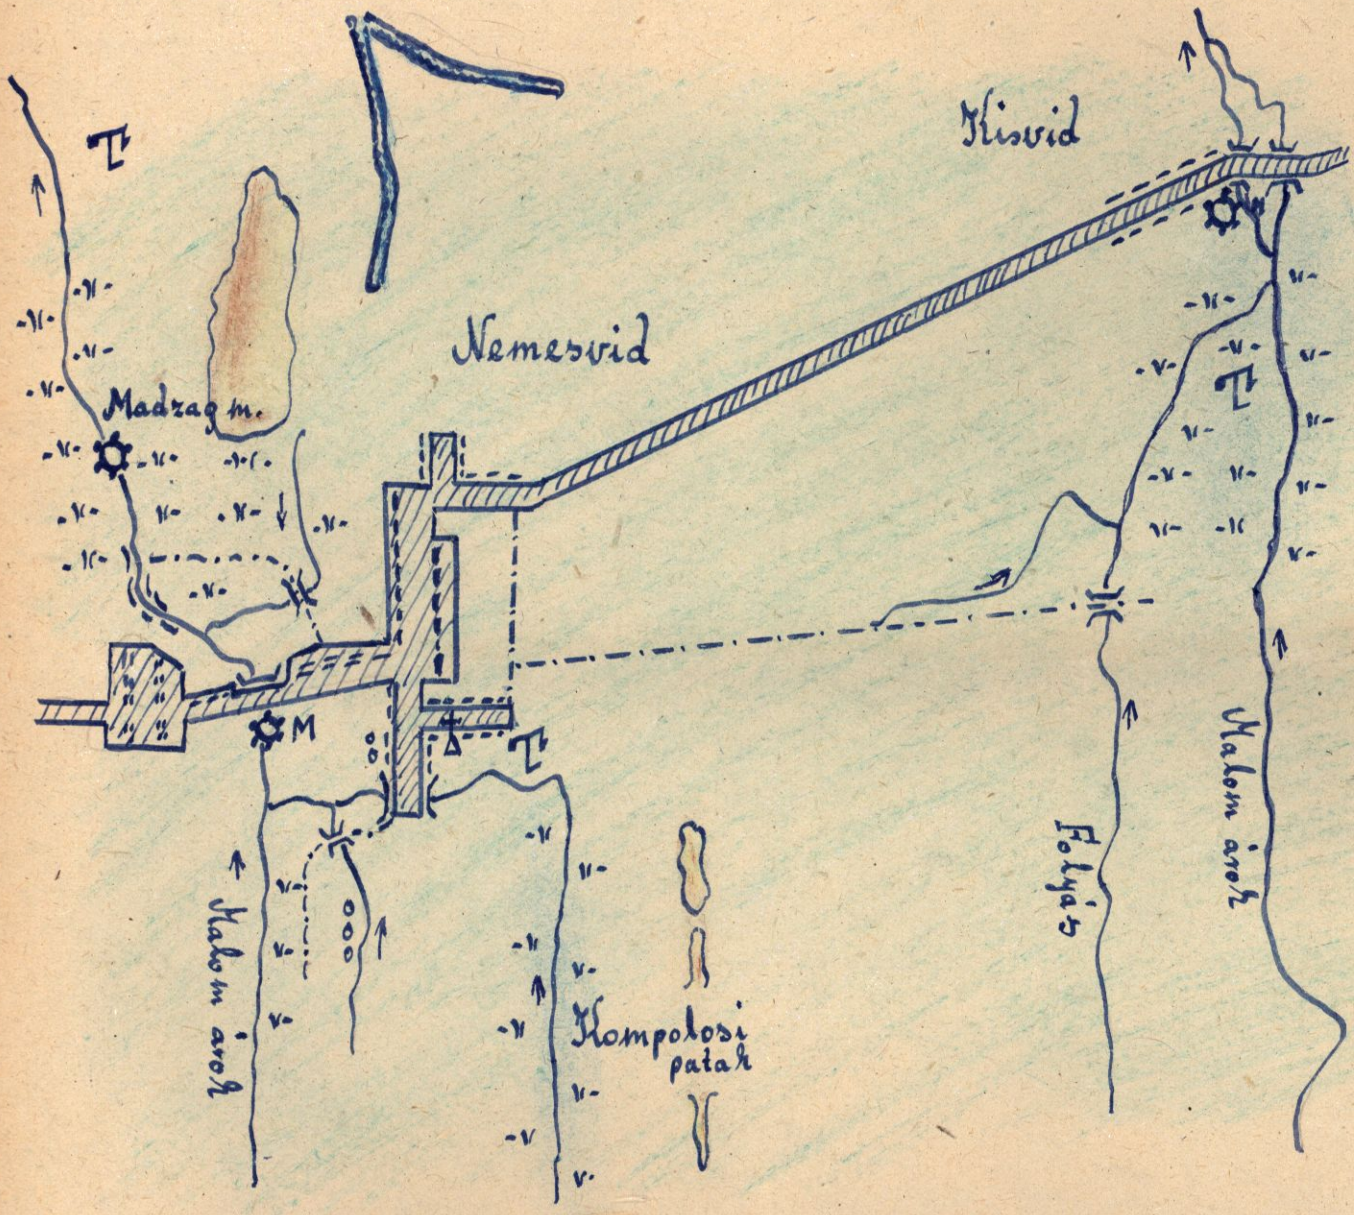 T
Kisvid
Nemesvid
Madzag m.
T
M
T
Malom árok
Folyás
Malom árok
Kompolosi
patak